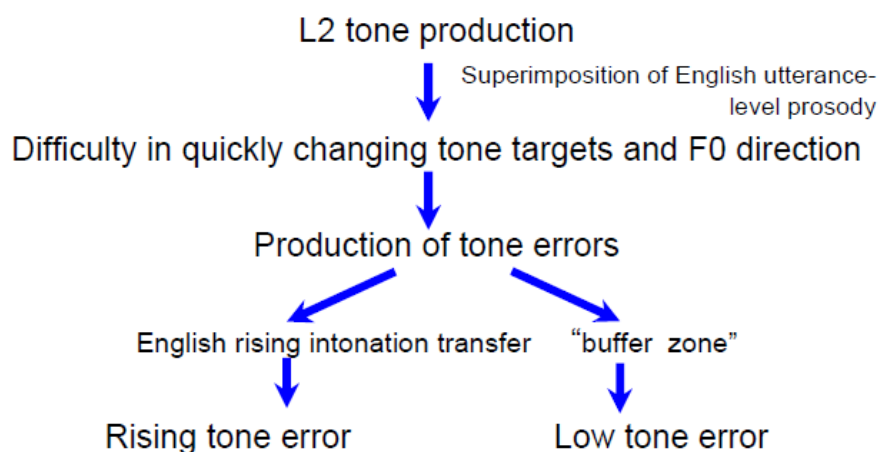 L2 tone production
Superimposition of English utterance-
level prosody
Difficulty in quickly changing tone targets and F0 direction
Production of tone errors
English rising intonation transfer “buffer zone”
Rising tone error Low tone error